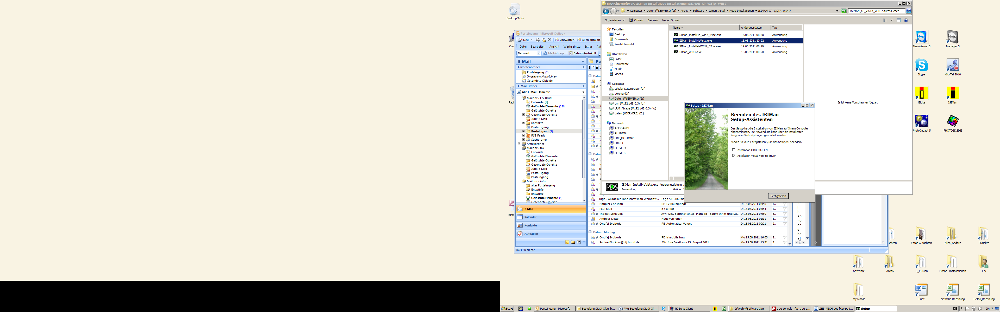 DesktopOK.ini
S:\Archiv\Software\Isiman Install\Neue Installationen\ISIMAN_XP_VISTA_WIN 7
Computer Daten (\\SERVER1) (S:) Archiv Software Isiman Install Neue Installationen ISIMAN_XP_VISTA_WIN 7
ISIMAN_XP_VISTA_WIN 7 durchsuchen
Organisieren Öffnen Brennen Neuer Ordner
Favoriten
Desktop
Downloads
Zuletzt besucht
Bibliotheken
Bilder
Dokumente
Musik
Videos
Computer
Lokaler Datenträger (C:)
Volume (D:)
Daten (\\SERVER1) (S:)
crm (\\192.168.0.3) (U:)
cRM_Ablage (\\192.168.0.3) (V:)
daten (\\SERVER2) (Z:)
Netzwerk
ACER-ANDI
ALLINONE
ERK_MOTION2
ERK-PC
SERVER1
SERVER2
Name Änderungsdatum Typ
ISIMan_InstallMe_Win7_64de.exe 14.06.2011 08:48 Anwendung
ISIMan_InstallMeVista.exe 15.08.2011 10:22 Anwendung
ISIMan_InstallMeWIN7_32de.exe 14.06.2011 08:29 Anwendung
ISIMan_WIN7.exe 13.06.2011 00:20 Anwendung
Es ist keine Vorschau verfügbar.
PDS
ISIMan_InstallMeVista.exe Änderungsdatum: 1
Anwendung Größe: 1
Setup - ISIMan
Beenden des ISIMan
Setup-Assistenten
Das Setup hat die Installation von ISIMan auf Ihrem Computer
abgeschlossen. Die Anwendung kann über die installierten
Programm-Verknüpfungen gestartet werden.
Klicken Sie auf "Fertigstellen", um das Setup zu beenden.
Installation ODBC 3.0 EN
Installation Visual FoxPro driver
Fertigstellen
Posteingang - Microsoft Outlook
Neu Antworten Allen antwort
Datei Bearbeiten Ansicht Wechseln zu Extras Ak
Netzwerk Mail-Ablage Debug-Protokoll
E-Mail
Favoritenordner
Posteingang (2)
Ungelesene Nachrichten
Gesendete Objekte
E-Mail-Ordner
Alle E-Mail-Elemente
Mailbox - Erk Brudi
Entwürfe [1]
Gelöschte Elemente (226)
Gelöschte Objekte
Gesendete Objekte
Junk-E-Mail
Kontakte
Postausgang
Posteingang (2)
RSS-Feeds
Suchordner
Archivordner
Mailbox - fax
Entwürfe
Gelöschte Elemente
Gelöschte Objekte
Gesendete Objekte
Junk-E-Mail
Postausgang
Posteingang
Mailbox - info
alter Posteingang
Entwürfe
Entwürfe
Gelöschte Elemente (5)
Gesendete Objekte
E-Mail
Kalender
Kontakte
Aufgaben
3693 Elemente
Po
Datu
Datu
Rigo - Akademie Landschaftsbau Weihenst... Logo SAG Baums
Häupler Christian RE: LV Baumpflege Di 16.08.2011 08:56 1..
Paul Muir It's a Riot Di 16.08.2011 08:54 1..
Thomas Schlaugk AW: WEG Bahnhofstr. 36, Planegg - Baumschnitt und SIc... Di 16.08.2011 07:30 5..
Andreas Detter Neue versionen Di 16.08.2011 01:11 3..
Ondřej Svoboda RE: Automatical Values Di 16.08.2011 00:21 2..
Datum: Montag
Ondřej Svoboda RE: isimobile bug Mo 15.08.2011 16:03 2..
Sabine.Klockow@bfj.bund.de AW: Ihre Email vom 13. August 2011 Mo 15.08.2011 15:31 8..
sc
h
be
sp
ro
ch
en
be
st
Con
Papi
isima
TeamViewer 5
Manager 5
Skype
KlickTel 2010
iSiLite
ISIMan
PhotoImpact 5
PHOTOED.EXE
achten
Fotos Gutachten
Alles_Andere
Projekte
Software
Archiv
C_ISIMan
iSiman- Installationen
Erk
My Mobile
Brief
einfache Rechnung
Detail_Rechnung
Start
Posteingang - Microsoft ...
Bestellung Stadt Oldenb...
AW: Bestellung Stadt Ol...
TK-Suite Client
S:\Archiv\Software\Isim...
tree-consult - ftp_tree-c...
LIES_MICH.doc [Kompati...
Setup
DE
20:47